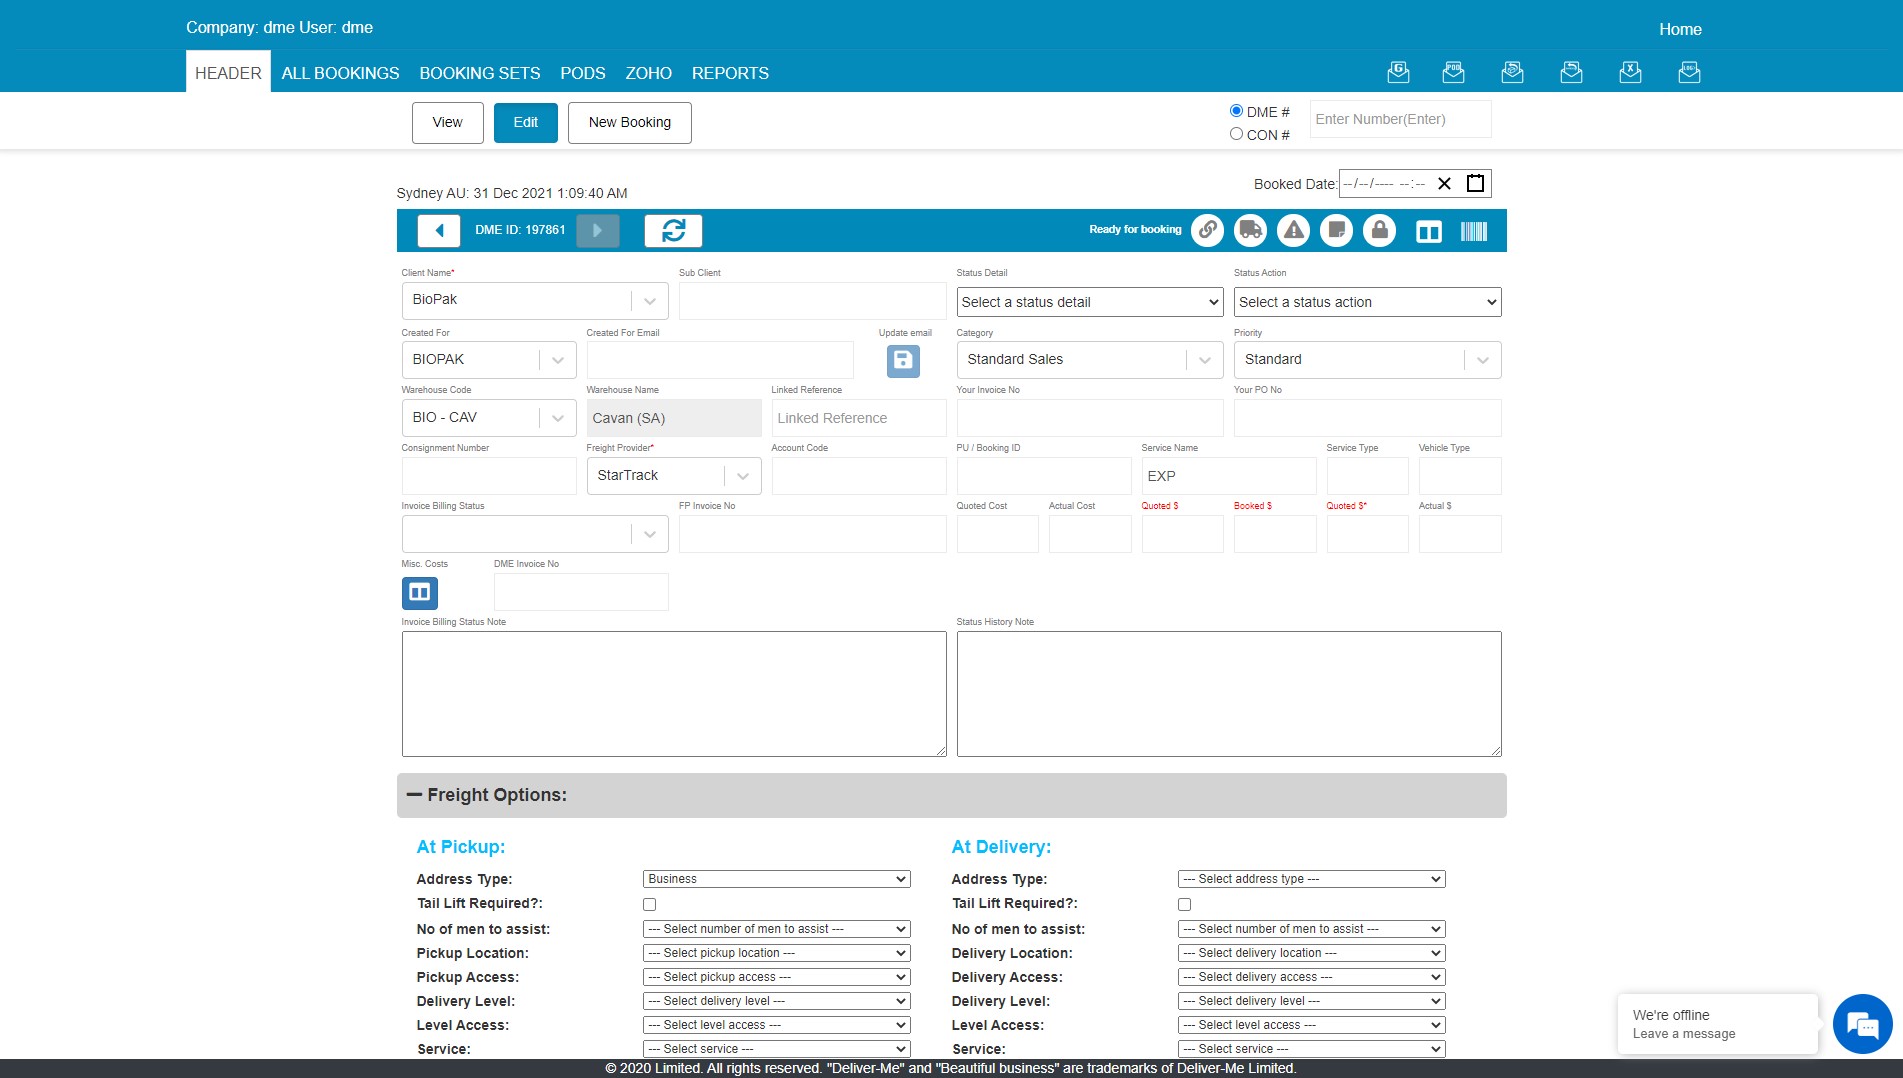 Company: dme User: dme
Home
HEADER ALL BOOKINGS BOOKING SETS PODS ZOHO REPORTS
G POD X LOGS
View Edit New Booking
DME #
CON #
Enter Number(Enter)
Sydney AU: 31 Dec 2021 1:09:40 AM
Booked Date: --/--/---- --:--
DME ID: 197861
Ready for booking
Client Name* Sub Client Status Detail Status Action
BioPak Select a status detail Select a status action
Created For Created For Email Update email Category Priority
BIOPAK Standard Sales Standard
Warehouse Code Warehouse Name Linked Reference Your Invoice No Your PO No
BIO - CAV Cavan (SA) Linked Reference
Consignment Number Freight Provider* Account Code PU / Booking ID Service Name Service Type Vehicle Type
StarTrack EXP
Invoice Billing Status FP Invoice No Quoted Cost Actual Cost Quoted $ Booked $ Quoted $* Actual $
Misc. Costs DME Invoice No
Invoice Billing Status Note Status History Note
Freight Options:
At Pickup:
Address Type: Business
Tail Lift Required?:
No of men to assist: --- Select number of men to assist ---
Pickup Location: --- Select pickup location ---
Pickup Access: --- Select pickup access ---
Delivery Level: --- Select delivery level ---
Level Access: --- Select level access ---
Service: --- Select service ---
At Delivery:
Address Type: --- Select address type ---
Tail Lift Required?:
No of men to assist: --- Select number of men to assist ---
Delivery Location: --- Select delivery location ---
Delivery Access: --- Select delivery access ---
Delivery Level: --- Select delivery level ---
Level Access: --- Select level access ---
Service: --- Select service ---
We're offline
Leave a message
© 2020 Limited. All rights reserved. "Deliver-Me" and "Beautiful business" are trademarks of Deliver-Me Limited.